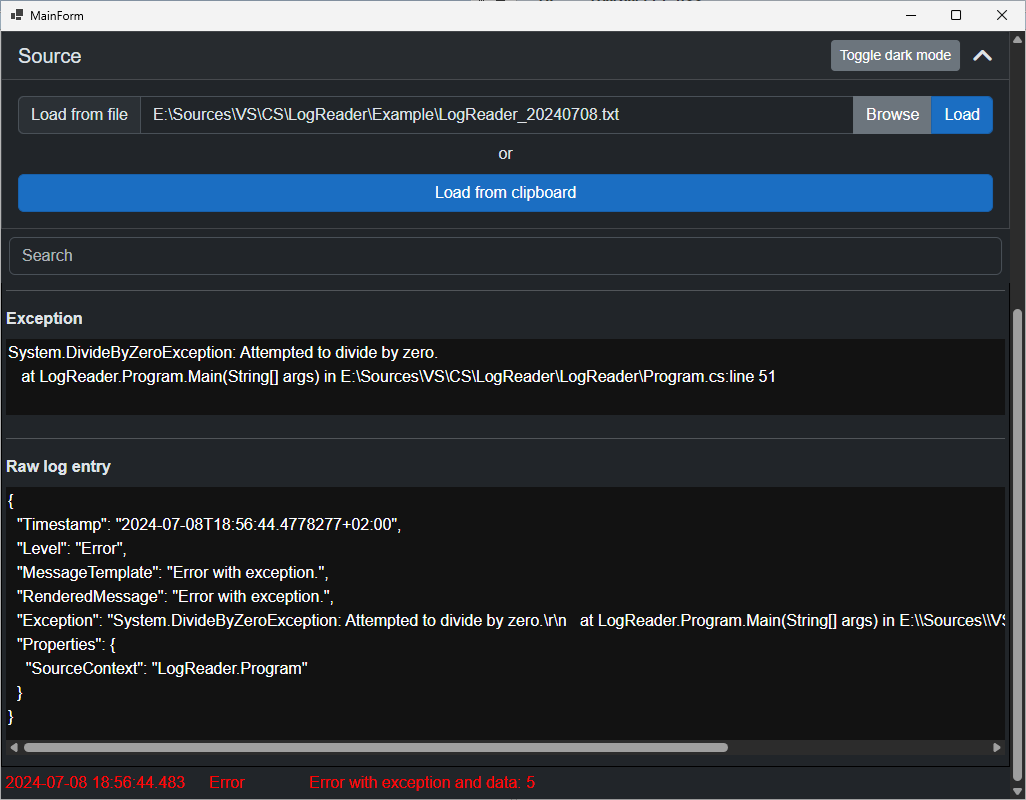 MainForm
Source
Toggle dark mode
Load from file
E:\Sources\VS\CS\LogReader\Example\LogReader_20240708.txt
Browse
Load
or
Load from clipboard
Search
Exception
System.DivideByZeroException: Attempted to divide by zero.
   at LogReader.Program.Main(String[] args) in E:\Sources\VS\CS\LogReader\LogReader\Program.cs:line 51
Raw log entry
{
  "Timestamp": "2024-07-08T18:56:44.4778277+02:00",
  "Level": "Error",
  "MessageTemplate": "Error with exception.",
  "RenderedMessage": "Error with exception.",
  "Exception": "System.DivideByZeroException: Attempted to divide by zero.\r\n   at LogReader.Program.Main(String[] args) in E:\\Sources\\VS
  "Properties": {
    "SourceContext": "LogReader.Program"
  }
}
2024-07-08 18:56:44.483 Error Error with exception and data: 5